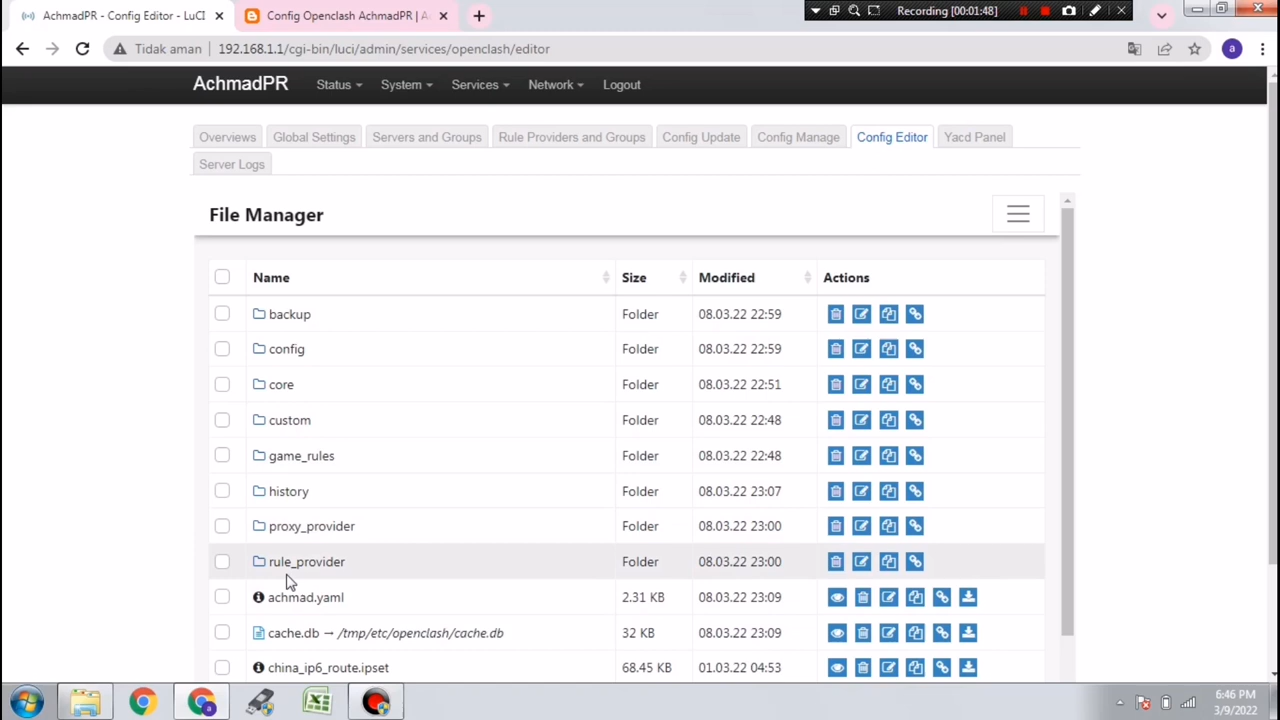 AchmadPR - Config Editor - LuCI
Config Openclash AchmadPR | A
Recording [00:01:48]
Tidak aman
192.168.1.1/cgi-bin/luci/admin/services/openclash/editor
a
AchmadPR
Status
System
Services
Network
Logout
Overviews
Global Settings
Servers and Groups
Rule Providers and Groups
Config Update
Config Manage
Config Editor
Yacd Panel
Server Logs
File Manager
Name Size Modified Actions
backup Folder 08.03.22 22:59
config Folder 08.03.22 22:59
core Folder 08.03.22 22:51
custom Folder 08.03.22 22:48
game_rules Folder 08.03.22 22:48
history Folder 08.03.22 23:07
proxy_provider Folder 08.03.22 23:00
rule_provider Folder 08.03.22 23:00
achmad.yaml 2.31 KB 08.03.22 23:09
cache.db → /tmp/etc/openclash/cache.db 32 KB 08.03.22 23:09
china_ip6_route.ipset 68.45 KB 01.03.22 04:53
6:46 PM
3/9/2022